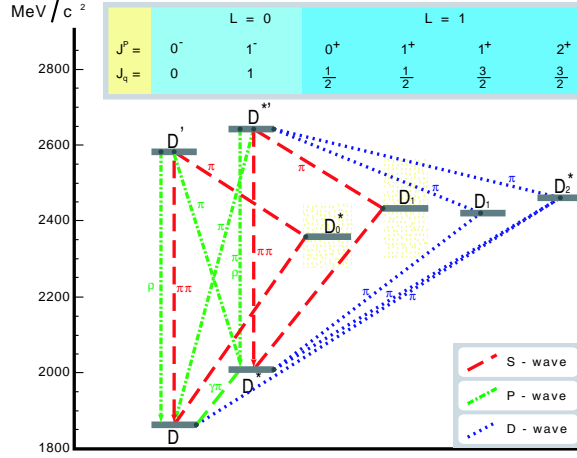 MeV/c²
L = 0 L = 1
Jᴾ = 0⁻ 1⁻ 0⁺ 1⁺ 1⁺ 2⁺
J_q = 0 1 1/2 1/2 3/2 3/2
2800
D*'
2600
D'
π π π
D₂*
π π
D₁ D₁
2400
π
D₀*
π
ρ ππ
ρ ππ
2200
π π
π
2000
D*
γπ
D
1800
S - wave
P - wave
D - wave